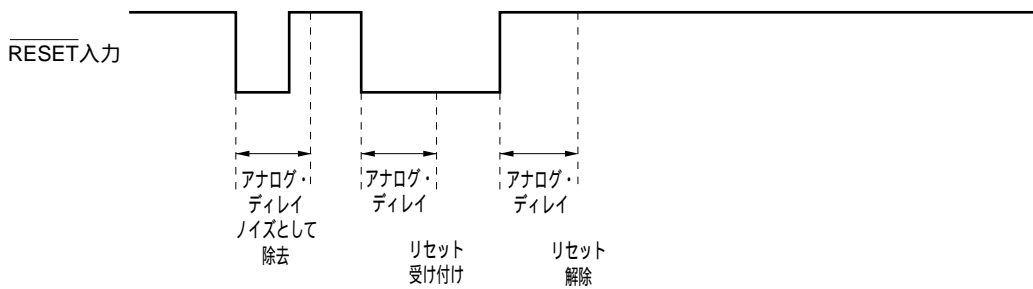 RESET入力
アナログ・
ディレイ
ノイズとして
除去
アナログ・
ディレイ
リセット
受け付け
アナログ・
ディレイ
リセット
解除